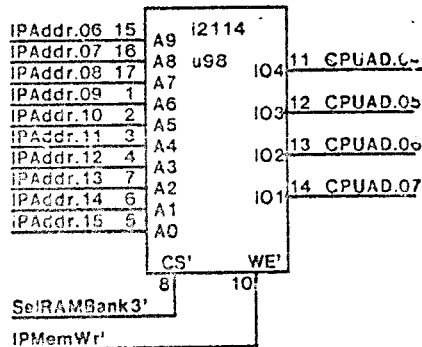 i2114
u98
IPAddr.06 15 A9
IPAddr.07 16 A8
IPAddr.08 17 A7
IPAddr.09 1 A6
IPAddr.10 2 A5
IPAddr.11 3 A4
IPAddr.12 4 A3
IPAddr.13 7 A2
IPAddr.14 6 A1
IPAddr.15 5 A0
IO4 11
IO3 12 CPUAD.05
IO2 13 CPUAD.06
IO1 14 CPUAD.07
CS' WE'
8 10
SelRAMBank3'
IPMemWr'